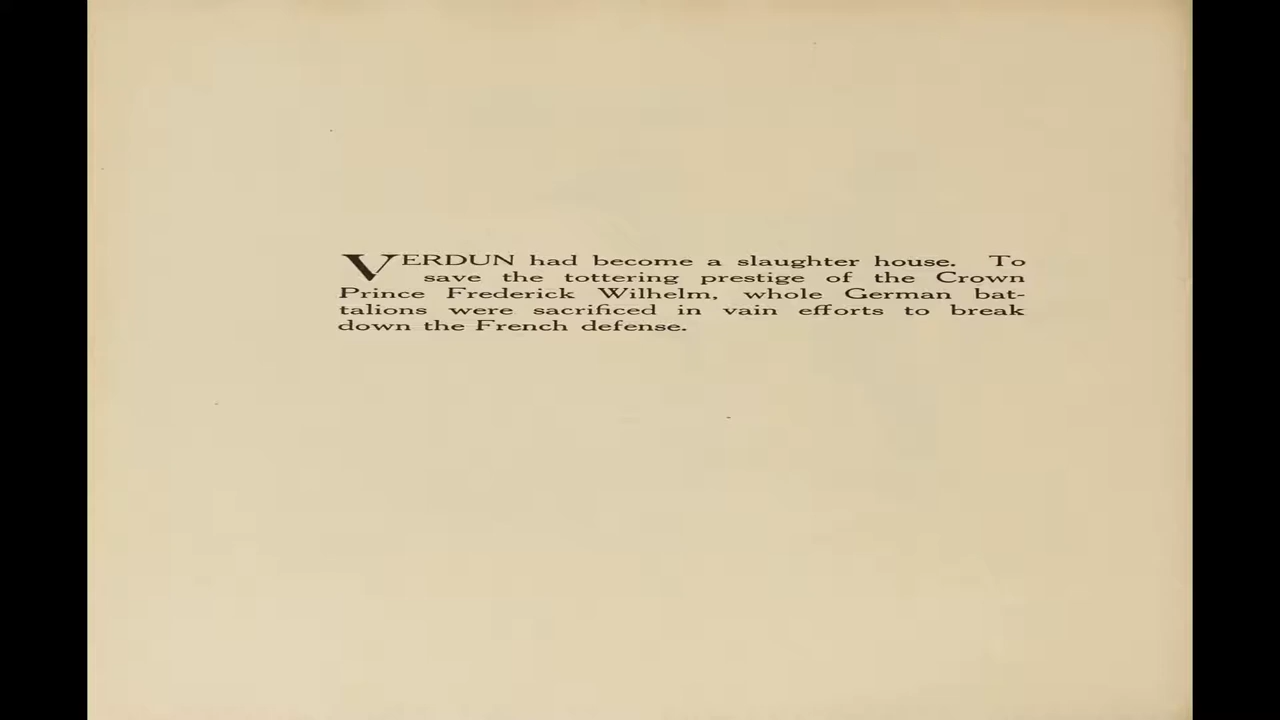 VERDUN had become a slaughter house. To
save the tottering prestige of the Crown
Prince Frederick Wilhelm, whole German bat-
talions were sacrificed in vain efforts to break
down the French defense.